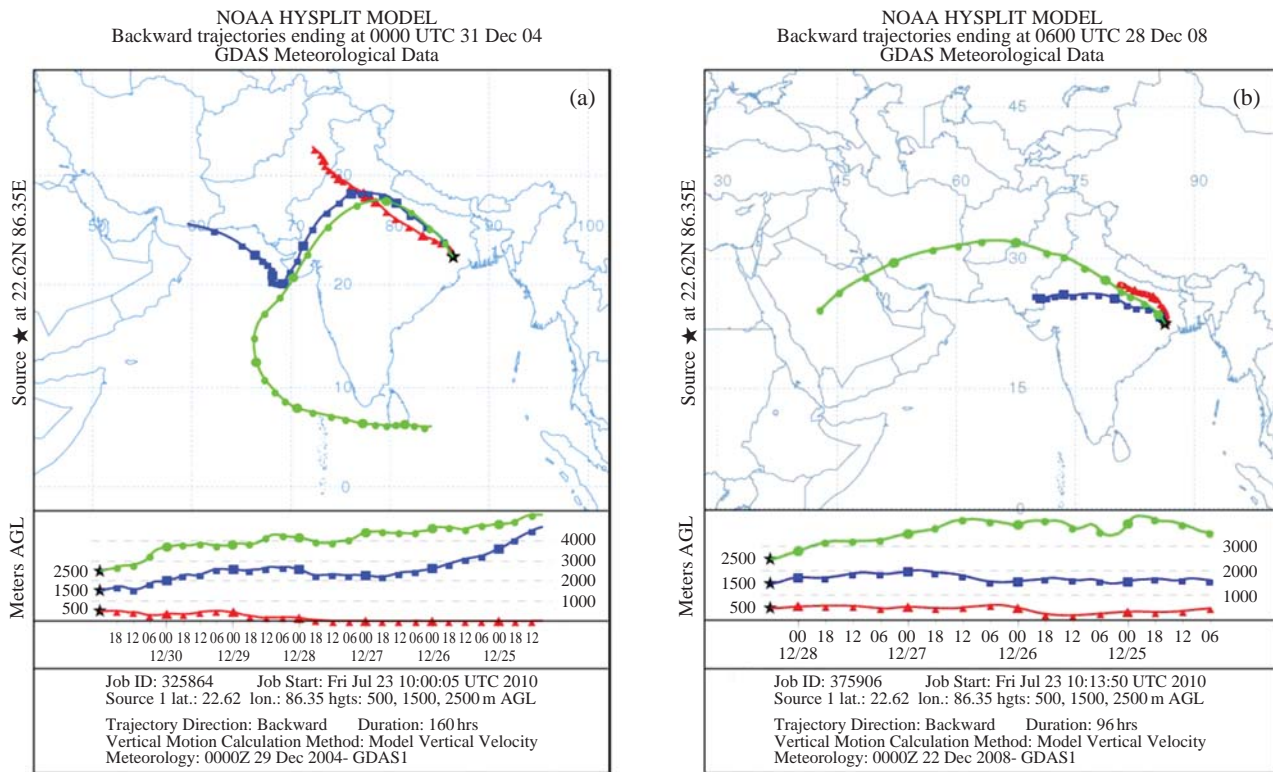 NOAA HYSPLIT MODEL
Backward trajectories ending at 0000 UTC 31 Dec 04
GDAS Meteorological Data
(a)
Source ★ at 22.62N 86.35E
30
50
70
80
90
100
20
10
0
Meters AGL
2500
1500
500
4000
3000
2000
1000
18 12 06 00 18 12 06 00 18 12 06 00 18 12 06 00 18 12 06 00 18 12 06 00 18 12
12/30 12/29 12/28 12/27 12/26 12/25
Job ID: 325864 Job Start: Fri Jul 23 10:00:05 UTC 2010
Source 1 lat.: 22.62 lon.: 86.35 hgts: 500, 1500, 2500 m AGL
Trajectory Direction: Backward Duration: 160 hrs
Vertical Motion Calculation Method: Model Vertical Velocity
Meteorology: 0000Z 29 Dec 2004- GDAS1
NOAA HYSPLIT MODEL
Backward trajectories ending at 0600 UTC 28 Dec 08
GDAS Meteorological Data
(b)
Source ★ at 22.62N 86.35E
45
30
45
60
75
90
30
15
0
Meters AGL
2500
1500
500
3000
2000
1000
00 18 12 06 00 18 12 06 00 18 12 06 00 18 12 06
12/28 12/27 12/26 12/25
Job ID: 375906 Job Start: Fri Jul 23 10:13:50 UTC 2010
Source 1 lat.: 22.62 lon.: 86.35 hgts: 500, 1500, 2500 m AGL
Trajectory Direction: Backward Duration: 96 hrs
Vertical Motion Calculation Method: Model Vertical Velocity
Meteorology: 0000Z 22 Dec 2008- GDAS1